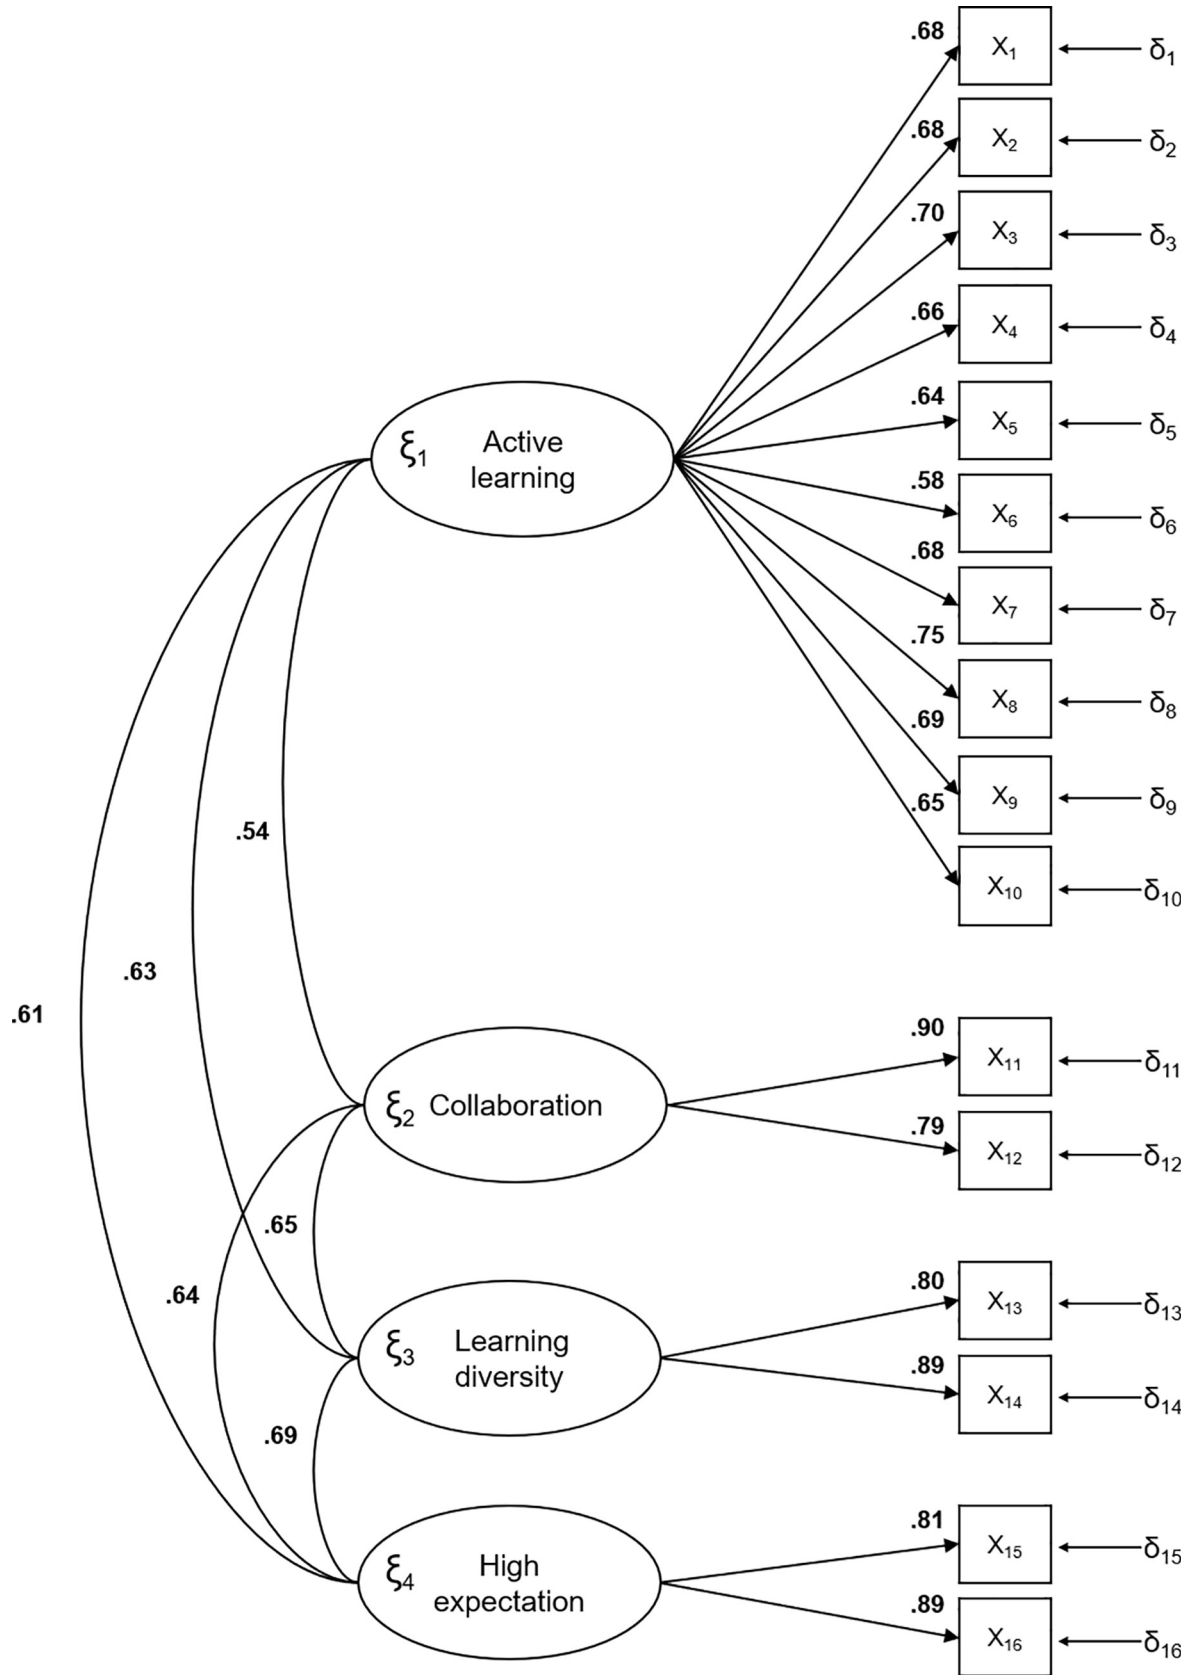 .68
X1
δ1
.68
X2
δ2
.70
X3
δ3
.66
X4
δ4
.64
X5
δ5
.58
X6
δ6
.68
X7
δ7
.75
X8
δ8
.69
X9
δ9
.65
X10
δ10
ξ1
Active
learning
.54
.63
.61
.90
X11
δ11
.79
X12
δ12
ξ2 Collaboration
.65
.64
.80
X13
δ13
.89
X14
δ14
ξ3
Learning
diversity
.69
.81
X15
δ15
.89
X16
δ16
ξ4
High
expectation